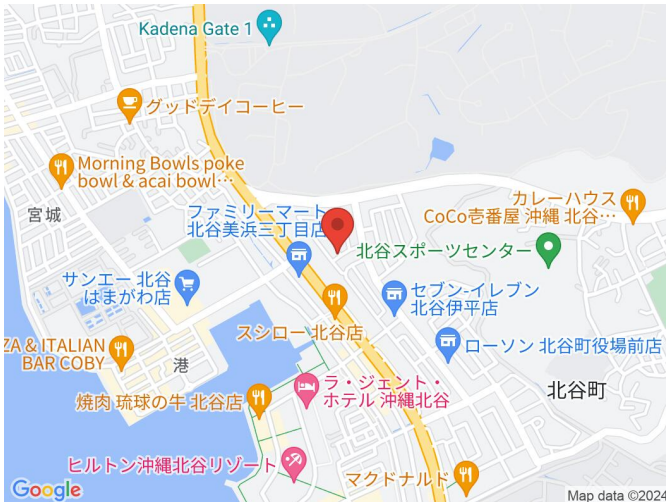 Kadena Gate 1
グッドデイコーヒー
Morning Bowls poke
bowl & acai bowl…
宮城
カレーハウス
CoCo壱番屋 沖縄 北谷…
ファミリーマート
北谷美浜三丁目店
北谷スポーツセンター
サンエー 北谷
はまがわ店
セブン-イレブン
北谷伊平店
スシロー 北谷店
ZA & ITALIAN
BAR COBY
ローソン 北谷町役場前店
港
ラ・ジェント・
ホテル 沖縄北谷
北谷町
焼肉 琉球の牛 北谷店
ヒルトン沖縄北谷リゾート
マクドナルド
Google
Map data ©2024